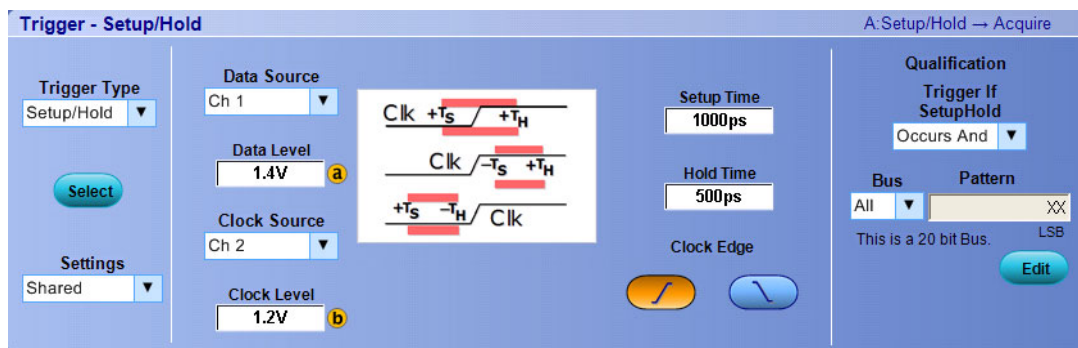 Trigger - Setup/Hold
A:Setup/Hold → Acquire
Trigger Type
Setup/Hold
Select
Settings
Shared
Data Source
Ch 1
Data Level
1.4V
a
Clock Source
Ch 2
Clock Level
1.2V
b
Clk +TS +TH
Clk -TS +TH
+TS -TH Clk
Setup Time
1000ps
Hold Time
500ps
Clock Edge
Qualification
Trigger If
SetupHold
Occurs And
Bus
All
Pattern
XX
This is a 20 bit Bus.
LSB
Edit